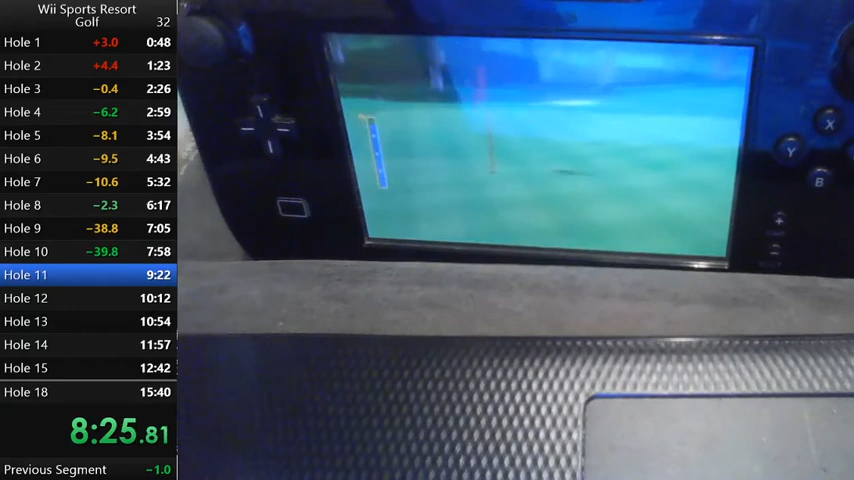 Wii Sports Resort
Golf 32
Hole 1 +3.0 0:48
Hole 2 +4.4 1:23
Hole 3 −0.4 2:26
Hole 4 −6.2 2:59
Hole 5 −8.1 3:54
Hole 6 −9.5 4:43
Hole 7 −10.6 5:32
Hole 8 −2.3 6:17
Hole 9 −38.8 7:05
Hole 10 −39.8 7:58
Hole 11 9:22
Hole 12 10:12
Hole 13 10:54
Hole 14 11:57
Hole 15 12:42
Hole 18 15:40
8:25.81
Previous Segment −1.0
X
Y
B